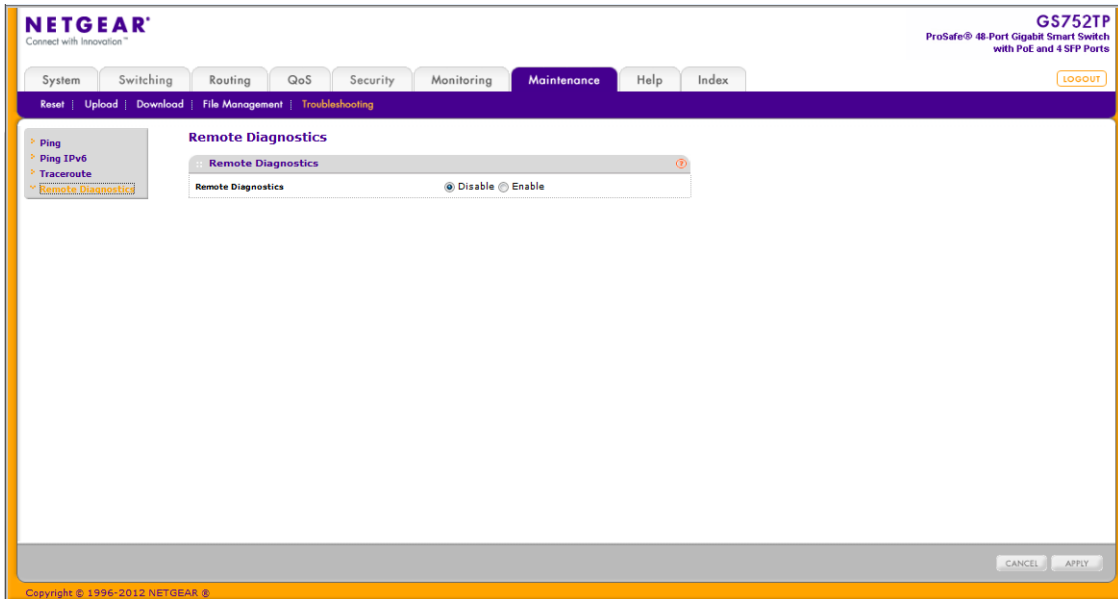 NETGEAR®
Connect with Innovation™
GS752TP
ProSafe® 48-Port Gigabit Smart Switch
with PoE and 4 SFP Ports
System Switching Routing QoS Security Monitoring Maintenance Help Index
LOGOUT
Reset | Upload | Download | File Management | Troubleshooting
Ping
Ping IPv6
Traceroute
Remote Diagnostics
Remote Diagnostics
Remote Diagnostics ?
Remote Diagnostics Disable Enable
CANCEL APPLY
Copyright © 1996-2012 NETGEAR ®